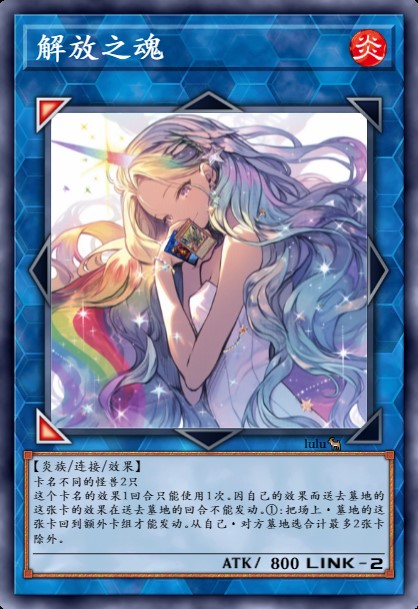 解放之魂
炎
lulu
【炎族/连接/效果】
卡名不同的怪兽2只
这个卡名的效果1回合只能使用1次。因自己的效果而送去墓地的
这张卡的效果在送去墓地的回合不能发动。①:把场上·墓地的这
张卡回到额外卡组才能发动。从自己·对方墓地选合计最多2张卡
除外。
ATK/ 800 LINK-2